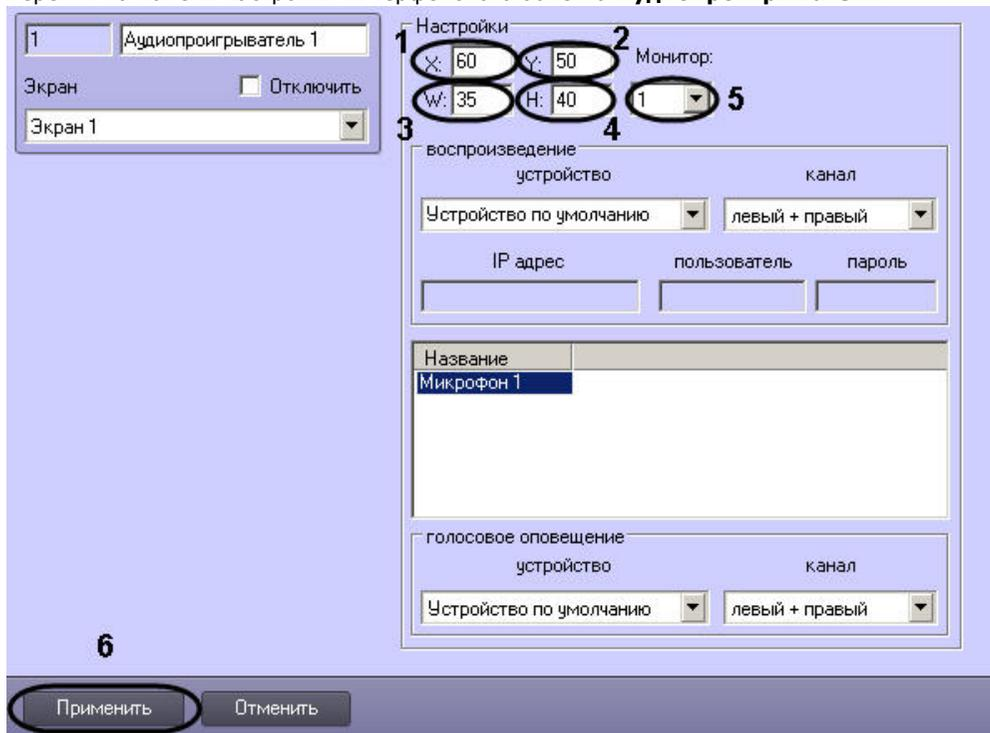 1 Аудиопроигрыватель 1
Экран Отключить
Экран 1
Настройки
1 X: 60 Y: 50 2 Монитор:
W: 35 H: 40 1 5
3 4
воспроизведение
устройство канал
Устройство по умолчанию левый + правый
IP адрес пользователь пароль
Название
Микрофон 1
голосовое оповещение
устройство канал
Устройство по умолчанию левый + правый
6
Применить Отменить